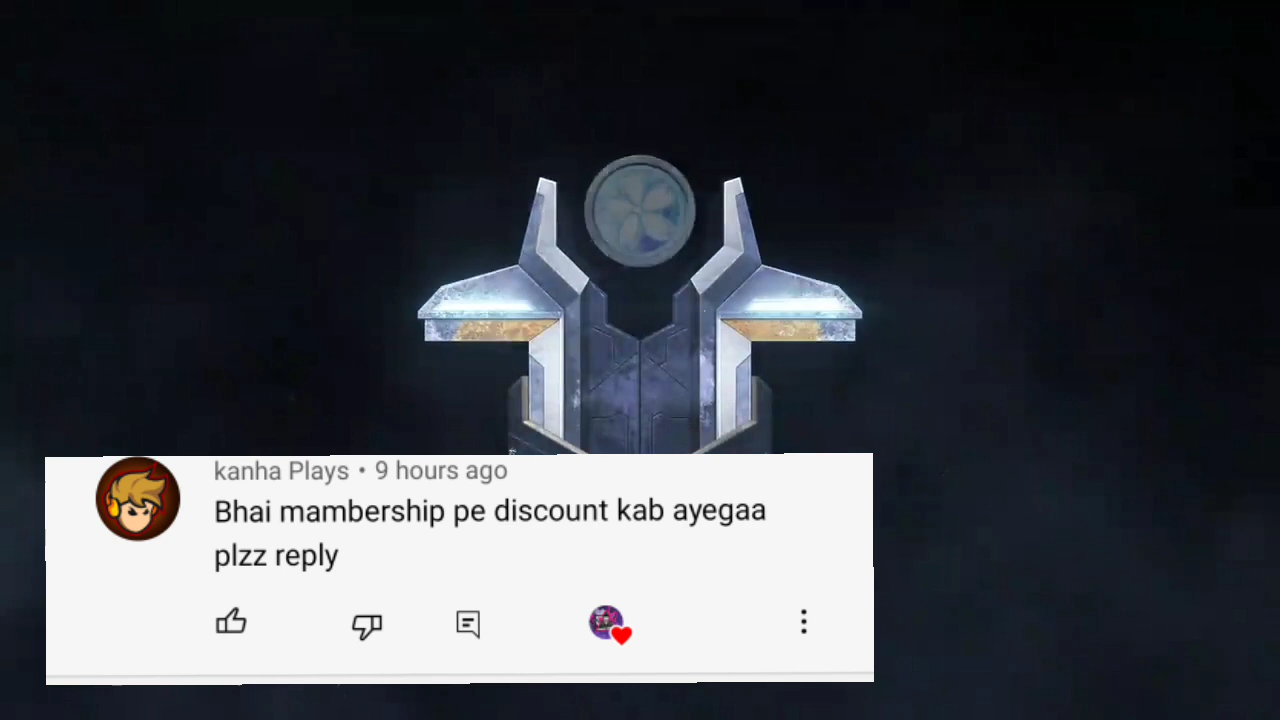 kanha Plays • 9 hours ago
Bhai mambership pe discount kab ayegaa
plzz reply